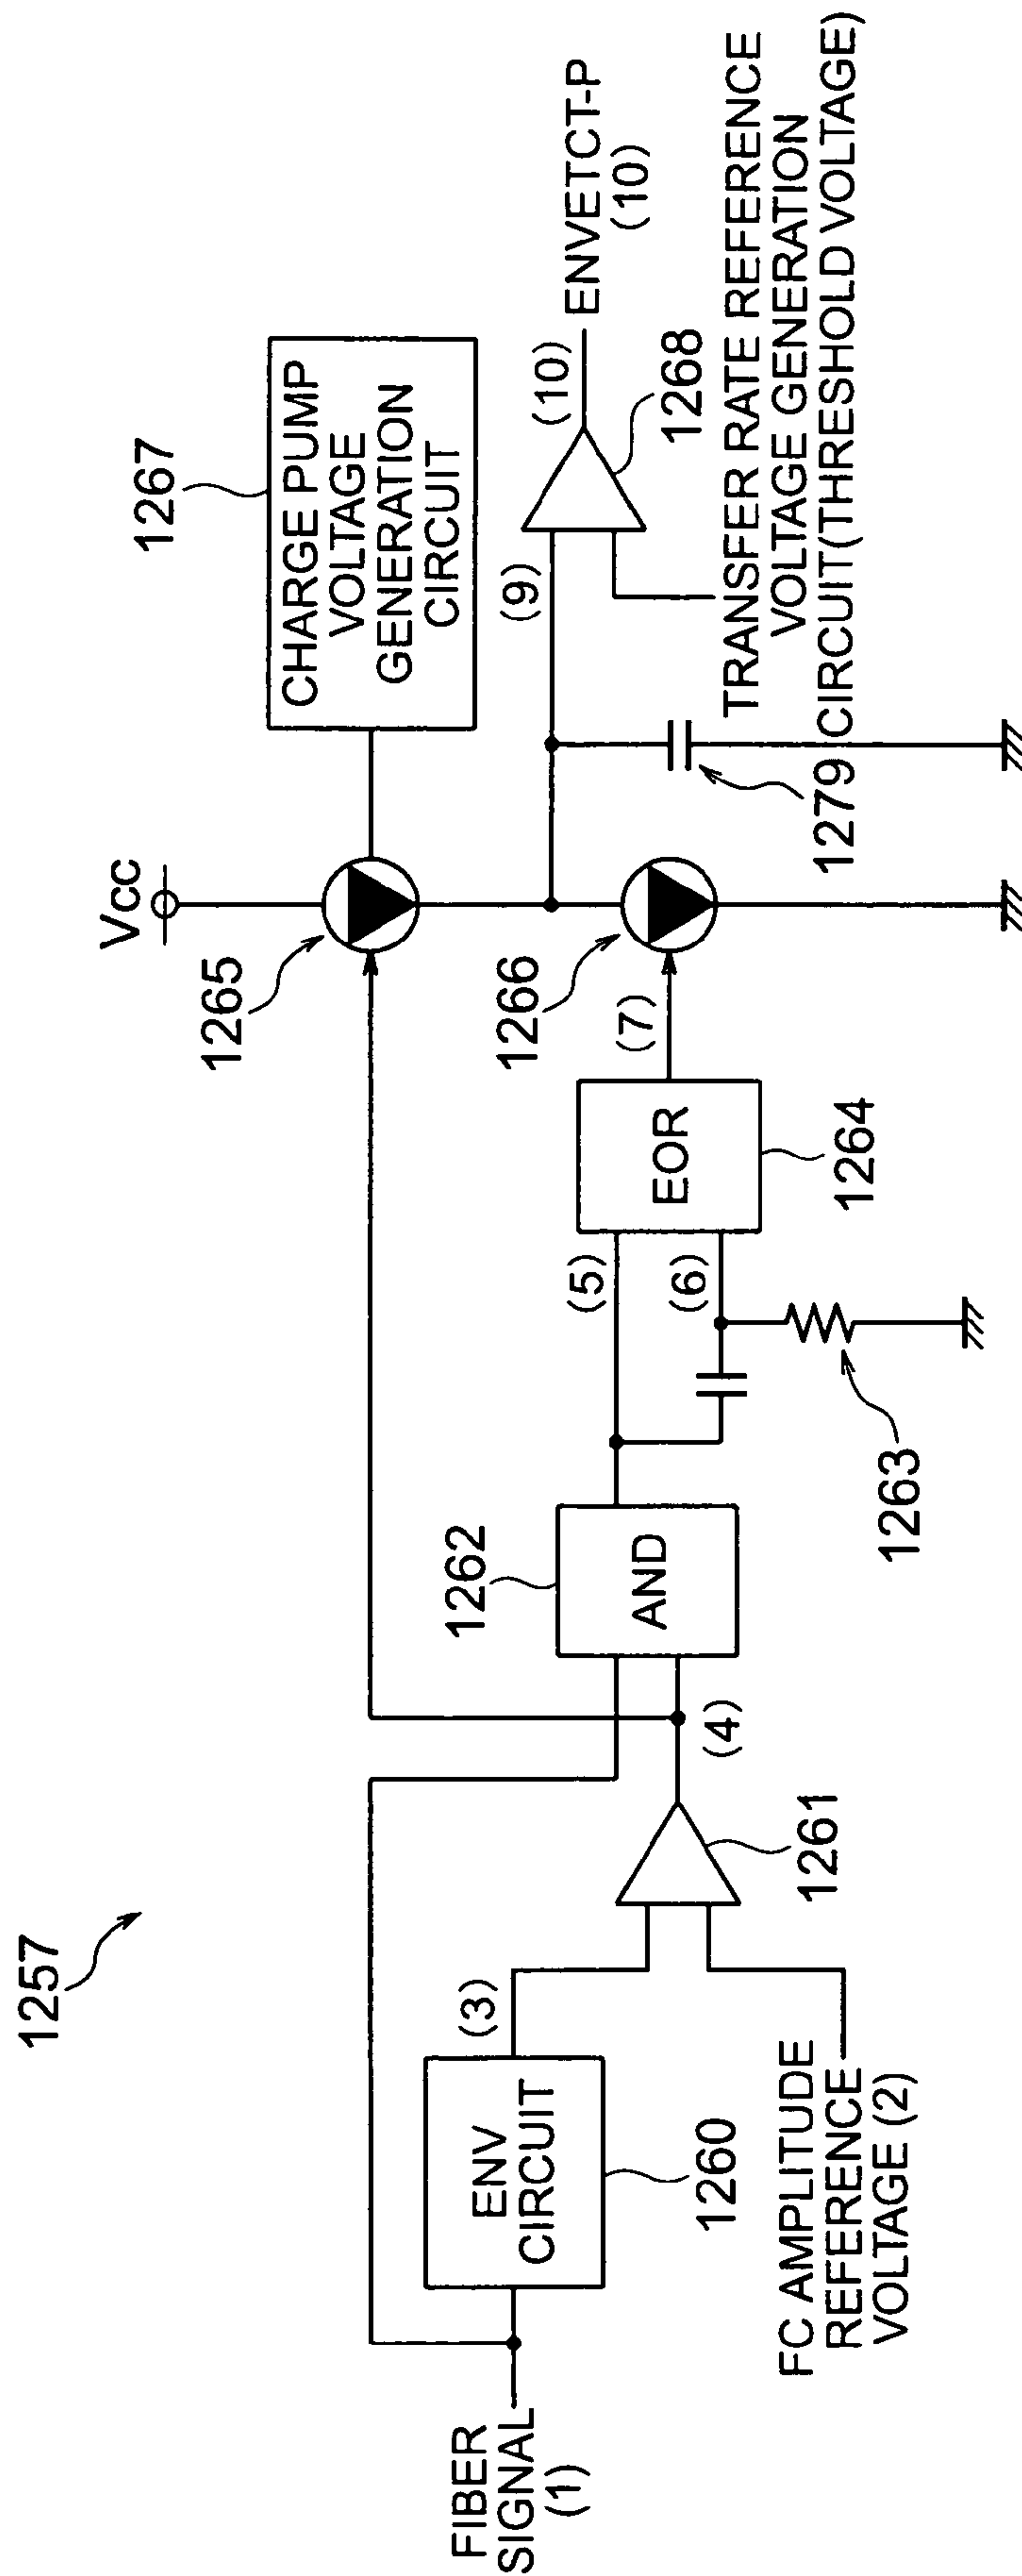 1257
FIBER
SIGNAL
(1)
ENV
CIRCUIT
1260
(3)
FC AMPLITUDE
REFERENCE
VOLTAGE (2)
1261
(4)
AND
1262
(5)
(6)
1263
EOR
1264
(7)
Vcc
1265
1266
CHARGE PUMP
VOLTAGE
GENERATION
CIRCUIT
1267
1279
(9)
1268
(10)
ENVETCT-P
(10)
TRANSFER RATE REFERENCE
VOLTAGE GENERATION
CIRCUIT(THRESHOLD VOLTAGE)